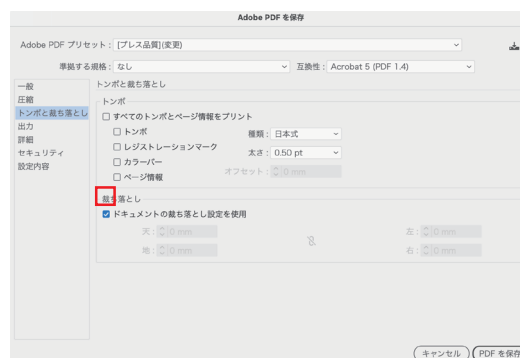 Adobe PDF を保存
Adobe PDF プリセット: [プレス品質](変更)
準拠する規格: なし 互換性: Acrobat 5 (PDF 1.4)
一般
圧縮
トンボと裁ち落とし
出力
詳細
セキュリティ
設定内容
トンボと裁ち落とし
トンボ
すべてのトンボとページ情報をプリント
トンボ 種類: 日本式
レジストレーションマーク 太さ: 0.50 pt
カラーバー オフセット: 0 mm
ページ情報
裁ち落とし
ドキュメントの裁ち落とし設定を使用
天: 0 mm 左: 0 mm
地: 0 mm 右: 0 mm
キャンセル PDF を保存